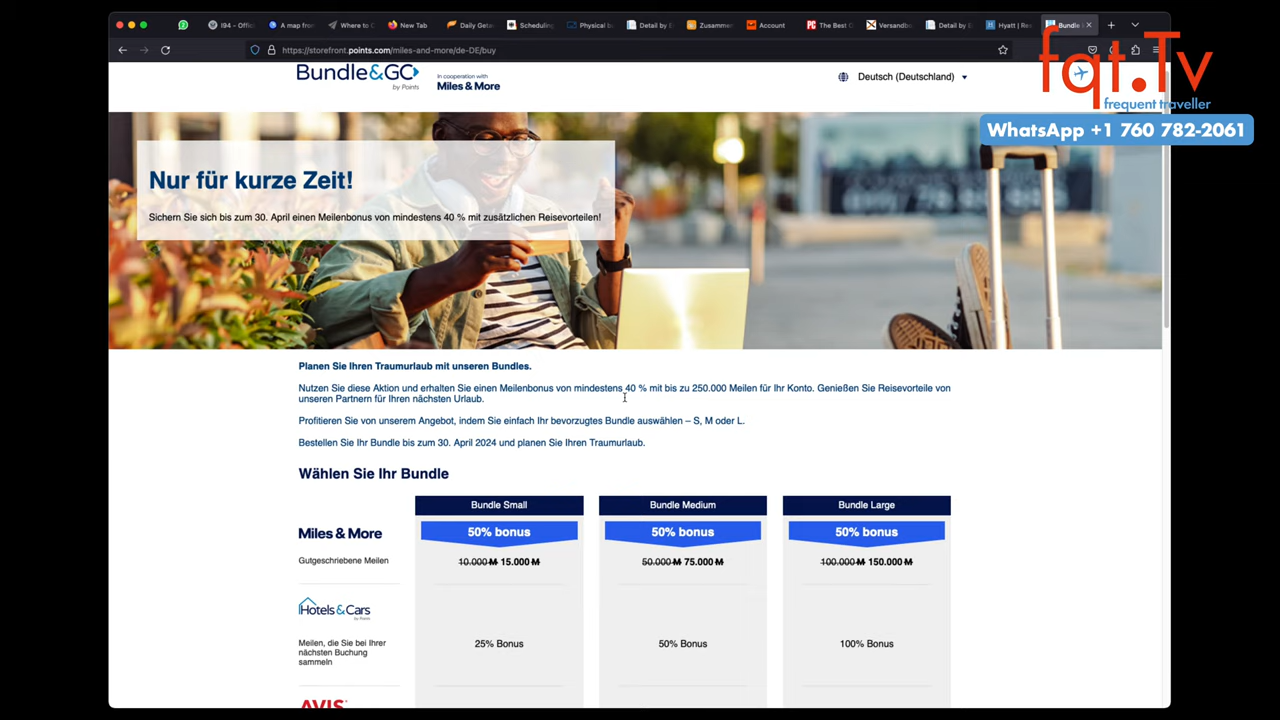 I94 - Offic
A map from
Where to C
New Tab
Daily Geta
Scheduling
Physical ba
Detail by E
Zusammen
Account
The Best O
Versandbo
Detail by E
Hyatt | Res
Bundle
https://storefront.points.com/miles-and-more/de-DE/buy
fqt.Tv
frequent traveller
WhatsApp +1 760 782-2061
Bundle&GO
by Points
In cooperation with
Miles & More
Deutsch (Deutschland)
Nur für kurze Zeit!
Sichern Sie sich bis zum 30. April einen Meilenbonus von mindestens 40 % mit zusätzlichen Reisevorteilen!
Planen Sie Ihren Traumurlaub mit unseren Bundles.
Nutzen Sie diese Aktion und erhalten Sie einen Meilenbonus von mindestens 40 % mit bis zu 250.000 Meilen für Ihr Konto. Genießen Sie Reisevorteile von
unseren Partnern für Ihren nächsten Urlaub.
Profitieren Sie von unserem Angebot, indem Sie einfach Ihr bevorzugtes Bundle auswählen – S, M oder L.
Bestellen Sie Ihr Bundle bis zum 30. April 2024 und planen Sie Ihren Traumurlaub.
Wählen Sie Ihr Bundle
Bundle Small Bundle Medium Bundle Large
Miles & More 50% bonus 50% bonus 50% bonus
Gutgeschriebene Meilen 10.000 M 15.000 M 50.000 M 75.000 M 100.000 M 150.000 M
Hotels&Cars
by Points
Meilen, die Sie bei Ihrer
nächsten Buchung
sammeln
25% Bonus 50% Bonus 100% Bonus
AVIS